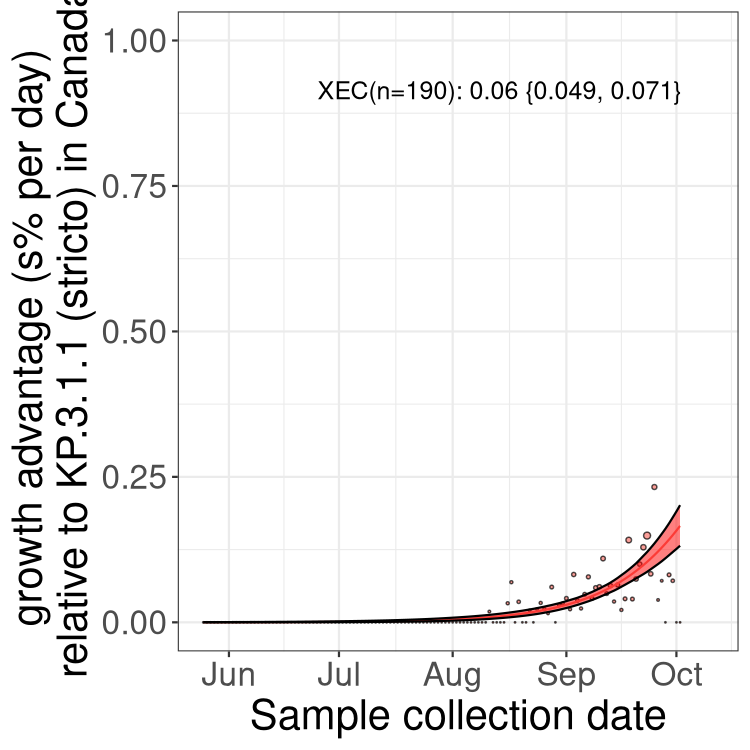 growth advantage (s% per day)
relative to KP.3.1.1 (stricto) in Canada
1.00
0.75
0.50
0.25
0.00
XEC(n=190): 0.06 {0.049, 0.071}
Jun Jul Aug Sep Oct
Sample collection date